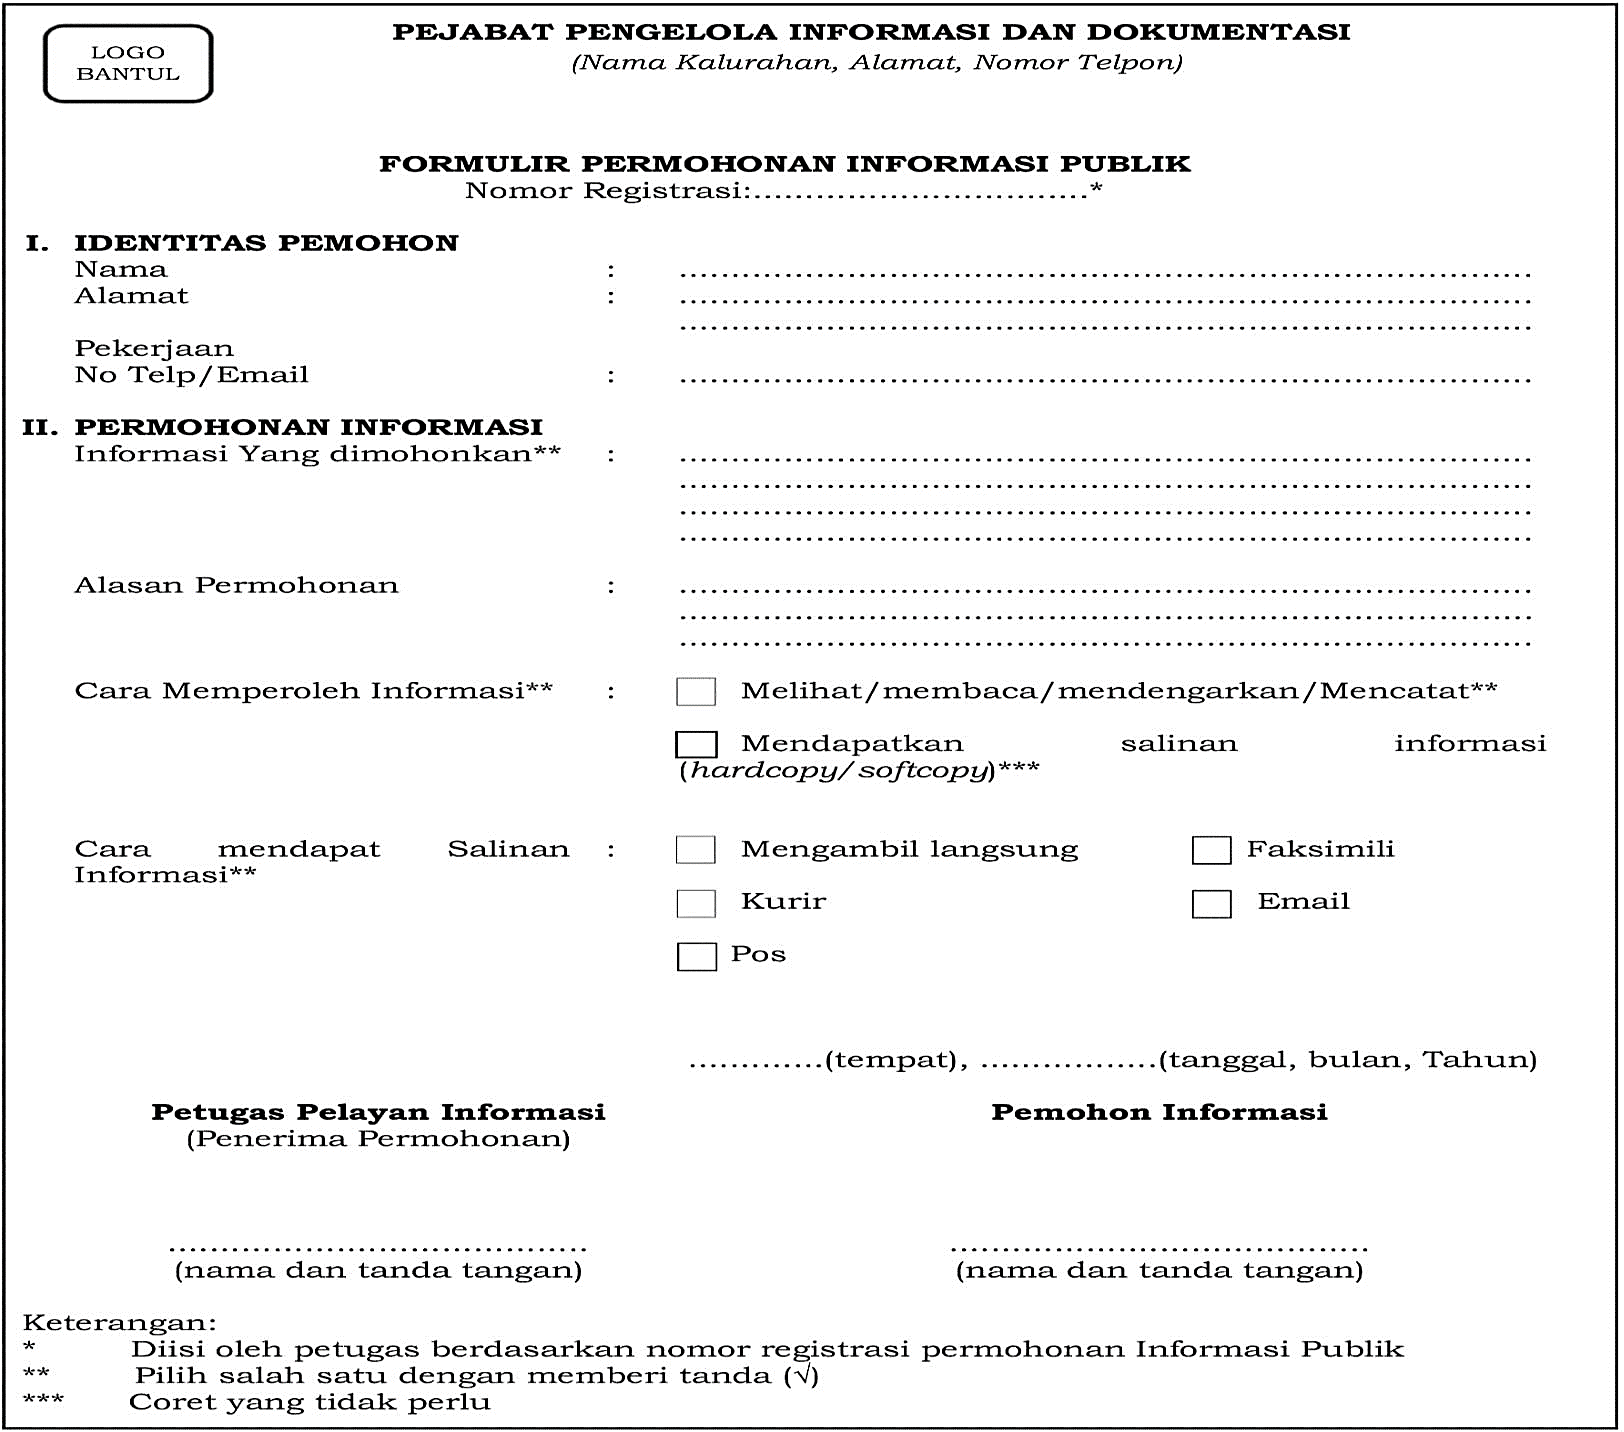 LOGO
BANTUL
PEJABAT PENGELOLA INFORMASI DAN DOKUMENTASI
(Nama Kalurahan, Alamat, Nomor Telpon)
FORMULIR PERMOHONAN INFORMASI PUBLIK
Nomor Registrasi:................................*
I. IDENTITAS PEMOHON
Nama : ..................................................................................
Alamat : ..................................................................................
..................................................................................
Pekerjaan
No Telp/Email : ..................................................................................
II. PERMOHONAN INFORMASI
Informasi Yang dimohonkan** : ..................................................................................
..................................................................................
..................................................................................
..................................................................................
Alasan Permohonan : ..................................................................................
..................................................................................
..................................................................................
Cara Memperoleh Informasi** : Melihat/membaca/mendengarkan/Mencatat**
Mendapatkan salinan informasi
(hardcopy/softcopy)***
Cara mendapat Salinan : Mengambil langsung Faksimili
Informasi**
Kurir Email
Pos
.............(tempat), .................(tanggal, bulan, Tahun)
Petugas Pelayan Informasi Pemohon Informasi
(Penerima Permohonan)
........................................ ........................................
(nama dan tanda tangan) (nama dan tanda tangan)
Keterangan:
* Diisi oleh petugas berdasarkan nomor registrasi permohonan Informasi Publik
** Pilih salah satu dengan memberi tanda (√)
*** Coret yang tidak perlu